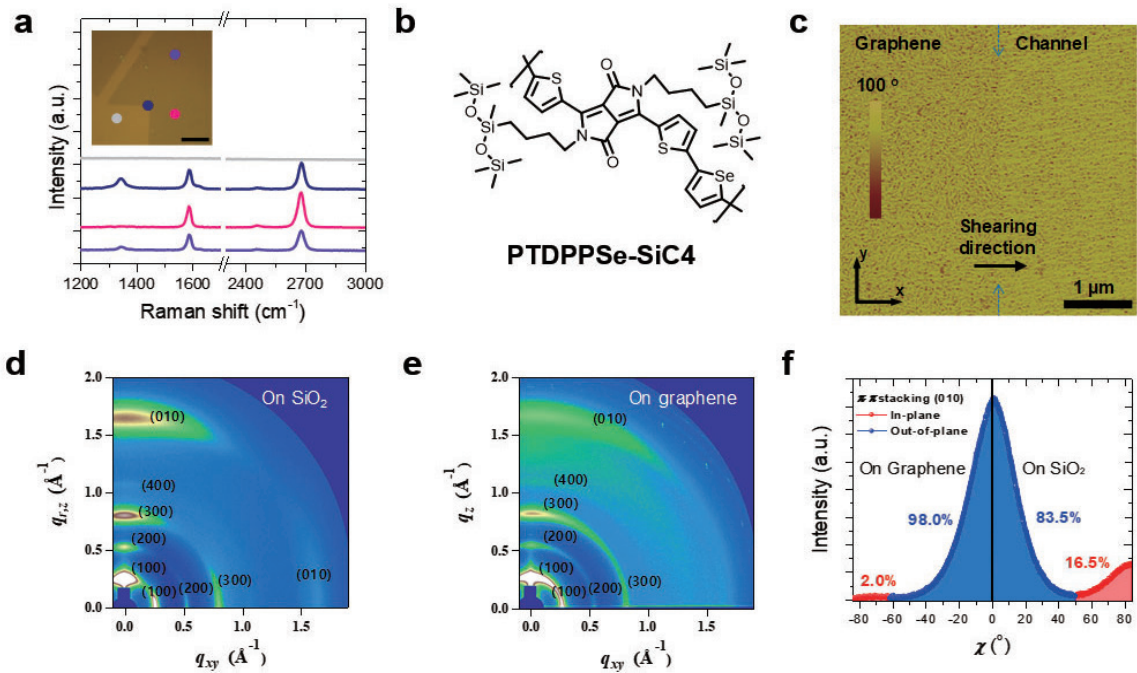 a
Intensity (a.u.)
1200 1400 1600 2400 2700 3000
Raman shift (cm⁻¹)
b
Si O Si O Si
Si O Si O Si
S O N
N O S
Se
PTDPPSe-SiC4
c
Graphene Channel
100 °
Shearing
direction
y
x
1 µm
d
On SiO₂
2.0
(010)
1.5
q_r,z (Å⁻¹)
1.0
(400)
(300)
0.5
(200)
(100)
(100) (200) (300) (010)
0.0
0.0 0.5 1.0 1.5
q_xy (Å⁻¹)
e
On graphene
2.0
(010)
1.5
q_z (Å⁻¹)
1.0
(400)
(300)
0.5
(200)
(100)
(100) (200) (300)
0.0
0.0 0.5 1.0 1.5
q_xy (Å⁻¹)
f
π-π stacking (010)
In-plane
Out-of-plane
On Graphene On SiO₂
98.0% 83.5%
2.0% 16.5%
Intensity (a.u.)
-80 -60 -40 -20 0 20 40 60 80
χ (°)